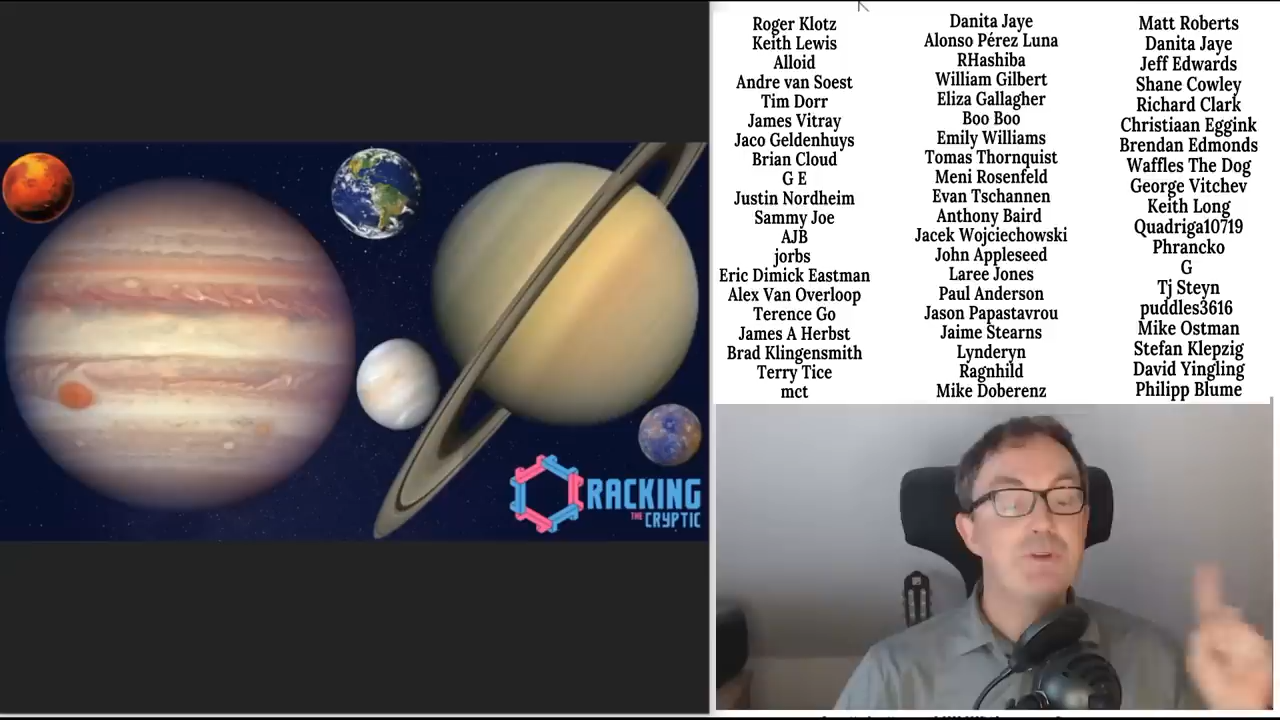 Roger Klotz
Keith Lewis
Alloid
Andre van Soest
Tim Dorr
James Vitray
Jaco Geldenhuys
Brian Cloud
G E
Justin Nordheim
Sammy Joe
AJB
jorbs
Eric Dimick Eastman
Alex Van Overloop
Terence Go
James A Herbst
Brad Klingensmith
Terry Tice
mct
Danita Jaye
Alonso Pérez Luna
RHashiba
William Gilbert
Eliza Gallagher
Boo Boo
Emily Williams
Tomas Thornquist
Meni Rosenfeld
Evan Tschannen
Anthony Baird
Jacek Wojciechowski
John Appleseed
Laree Jones
Paul Anderson
Jason Papastavrou
Jaime Stearns
Lynderyn
Ragnhild
Mike Doberenz
Matt Roberts
Danita Jaye
Jeff Edwards
Shane Cowley
Richard Clark
Christiaan Eggink
Brendan Edmonds
Waffles The Dog
George Vitchev
Keith Long
Quadriga10719
Phrancko
G
Tj Steyn
puddles3616
Mike Ostman
Stefan Klepzig
David Yingling
Philipp Blume
CRACKING
THE CRYPTIC